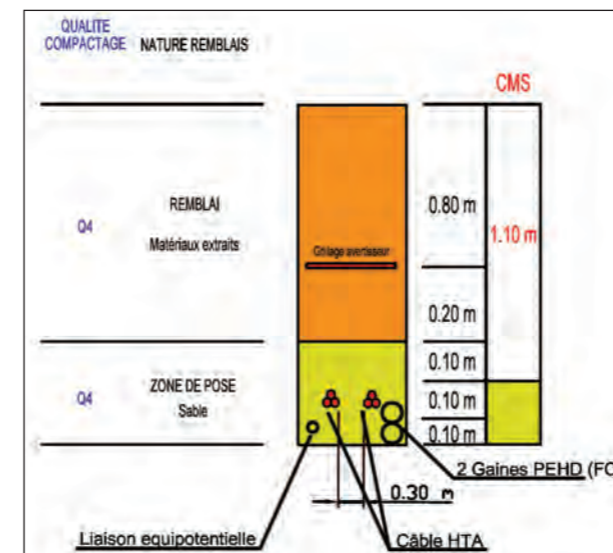 QUALITE
COMPACTAGE NATURE REMBLAIS
CMS
Q4
REMBLAI
Matériaux extraits
Grilage avertisseur
0.80 m
1.10 m
0.20 m
0.10 m
Q4
ZONE DE POSE
Sable
0.10 m
0.10 m
2 Gaines PEHD (FO
0.30 m
Liaison equipotentielle
Câble HTA